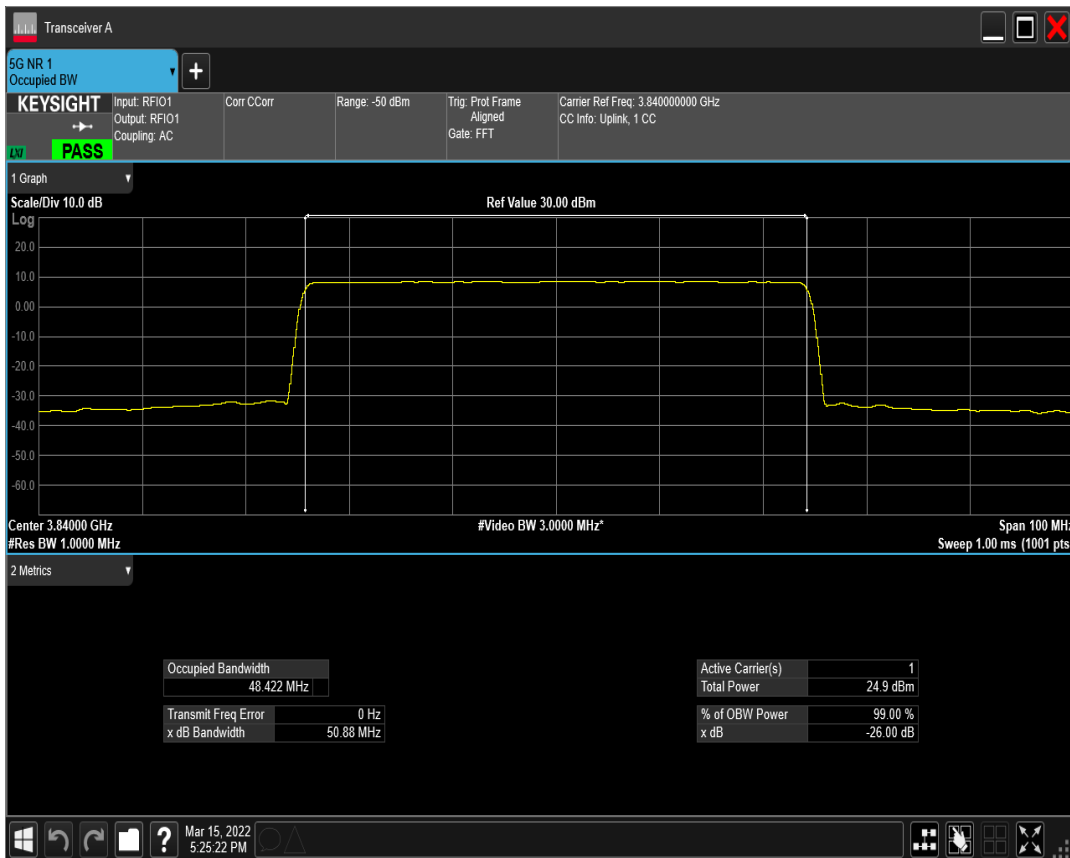 Transceiver A
5G NR 1
Occupied BW
+
KEYSIGHT
LXI
PASS
Input: RFIO1
Output: RFIO1
Coupling: AC
Corr CCorr
Range: -50 dBm
Trig: Prot Frame
Aligned
Gate: FFT
Carrier Ref Freq: 3.840000000 GHz
CC Info: Uplink, 1 CC
1 Graph
Scale/Div 10.0 dB
Ref Value 30.00 dBm
Log
20.0
10.0
0.00
-10.0
-20.0
-30.0
-40.0
-50.0
-60.0
Center 3.84000 GHz
#Video BW 3.0000 MHz*
Span 100 MHz
#Res BW 1.0000 MHz
Sweep 1.00 ms (1001 pts
2 Metrics
Occupied Bandwidth
48.422 MHz
Transmit Freq Error 0 Hz
x dB Bandwidth 50.88 MHz
Active Carrier(s) 1
Total Power 24.9 dBm
% of OBW Power 99.00 %
x dB -26.00 dB
?
Mar 15, 2022
5:25:22 PM